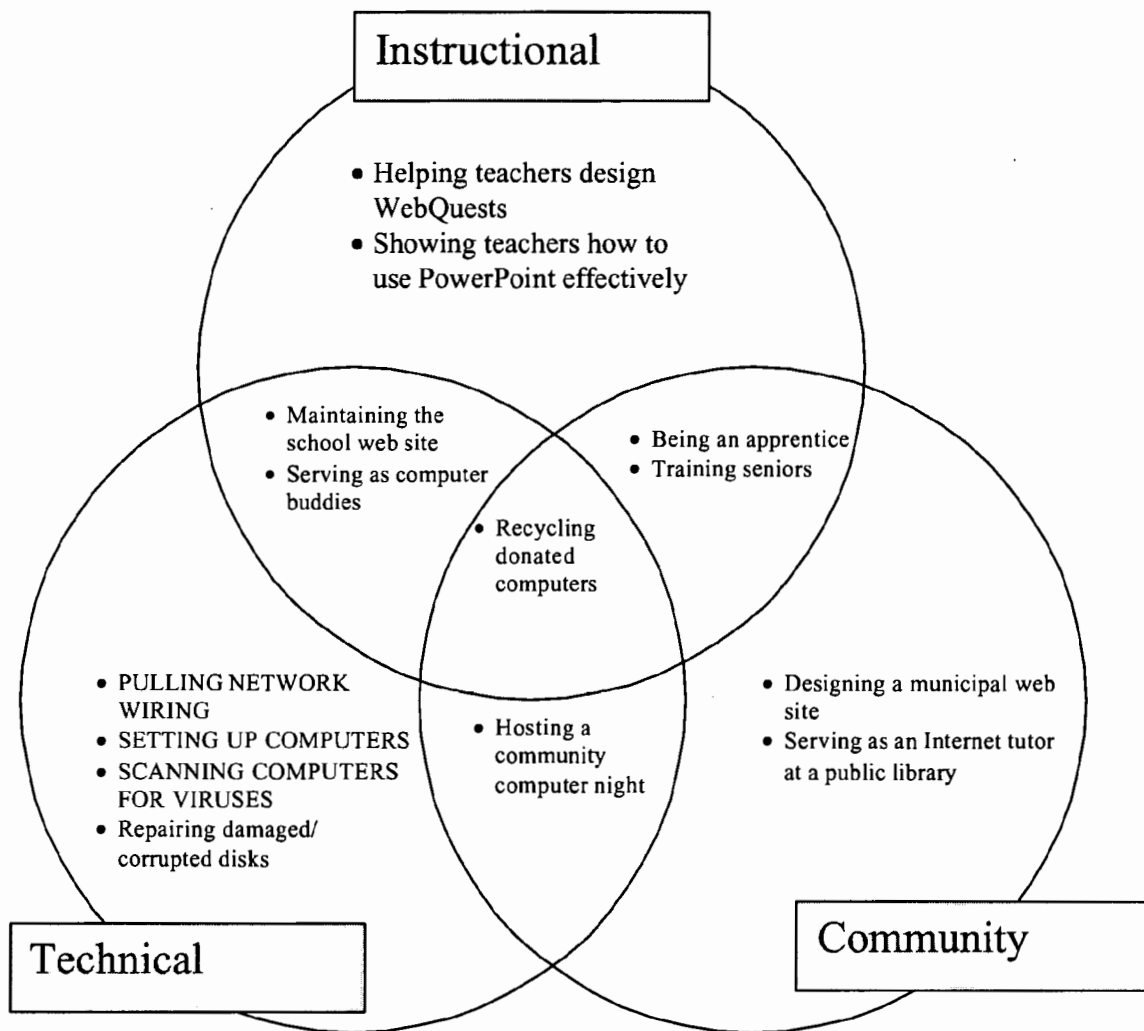 Instructional
• Helping teachers design
WebQuests
• Showing teachers how to
use PowerPoint effectively
• Maintaining the
school web site
• Serving as computer
buddies
• Being an apprentice
• Training seniors
• Recycling
donated
computers
• PULLING NETWORK
WIRING
• SETTING UP COMPUTERS
• SCANNING COMPUTERS
FOR VIRUSES
• Repairing damaged/
corrupted disks
• Hosting a
community
computer night
• Designing a municipal web
site
• Serving as an Internet tutor
at a public library
Technical
Community